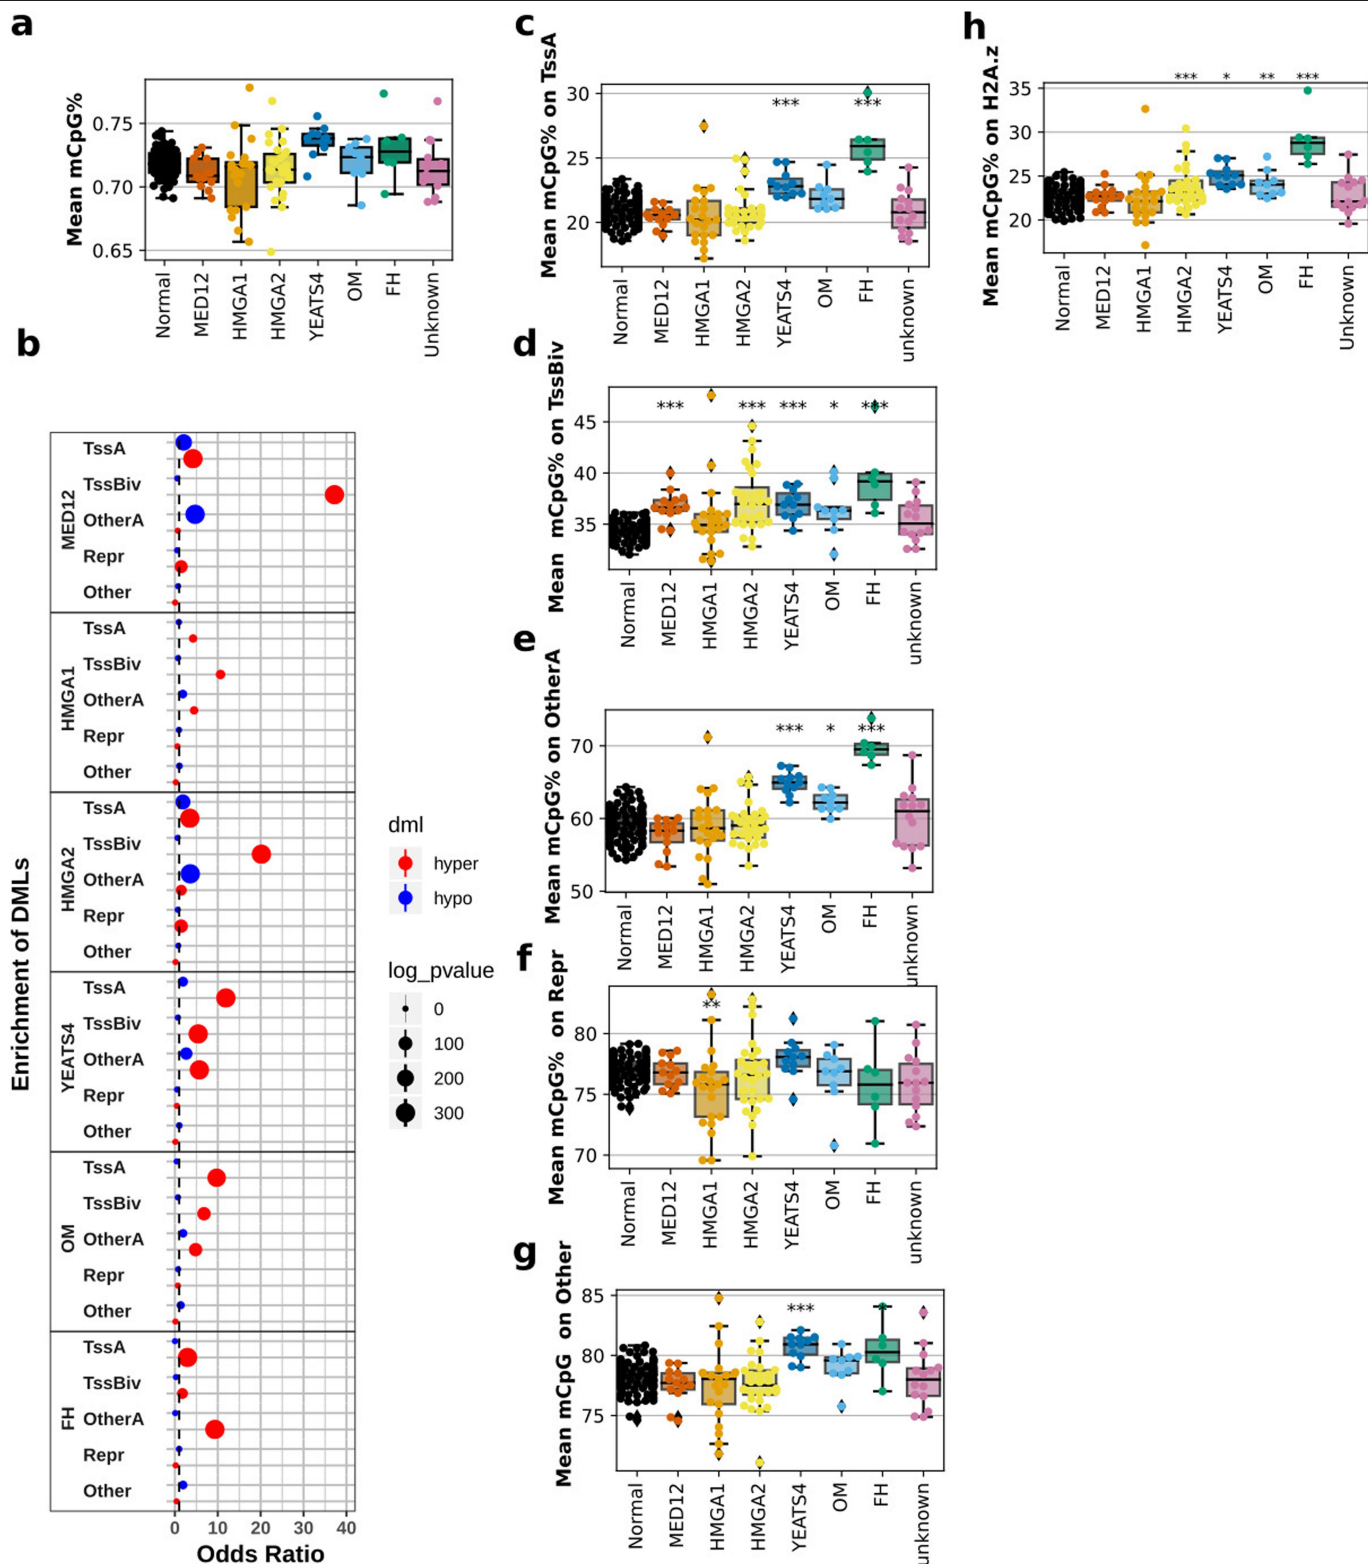 a
Mean mCpG%
0.75
0.70
0.65
Normal
MED12
HMGA1
HMGA2
YEATS4
OM
FH
Unknown
b
Enrichment of DMLs
MED12
TssA
TssBiv
OtherA
Repr
Other
HMGA1
TssA
TssBiv
OtherA
Repr
Other
HMGA2
TssA
TssBiv
OtherA
Repr
Other
YEATS4
TssA
TssBiv
OtherA
Repr
Other
OM
TssA
TssBiv
OtherA
Repr
Other
FH
TssA
TssBiv
OtherA
Repr
Other
0 10 20 30 40
Odds Ratio
dml
hyper
hypo
log_pvalue
0
100
200
300
c
Mean mCpG% on TssA
30
25
20
*** ***
Normal
MED12
HMGA1
HMGA2
YEATS4
OM
FH
unknown
d
Mean mCpG% on TssBiv
45
40
35
*** *** *** * ***
Normal
MED12
HMGA1
HMGA2
YEATS4
OM
FH
unknown
e
Mean mCpG% on OtherA
70
60
50
*** * ***
Normal
MED12
HMGA1
HMGA2
YEATS4
OM
FH
unknown
f
Mean mCpG% on Repr
80
75
70
**
Normal
MED12
HMGA1
HMGA2
YEATS4
OM
FH
unknown
g
Mean mCpG on Other
85
80
75
***
Normal
MED12
HMGA1
HMGA2
YEATS4
OM
FH
unknown
h
Mean mCpG% on H2A.z
35
30
25
20
*** * ** ***
Normal
MED12
HMGA1
HMGA2
YEATS4
OM
FH
Unknown